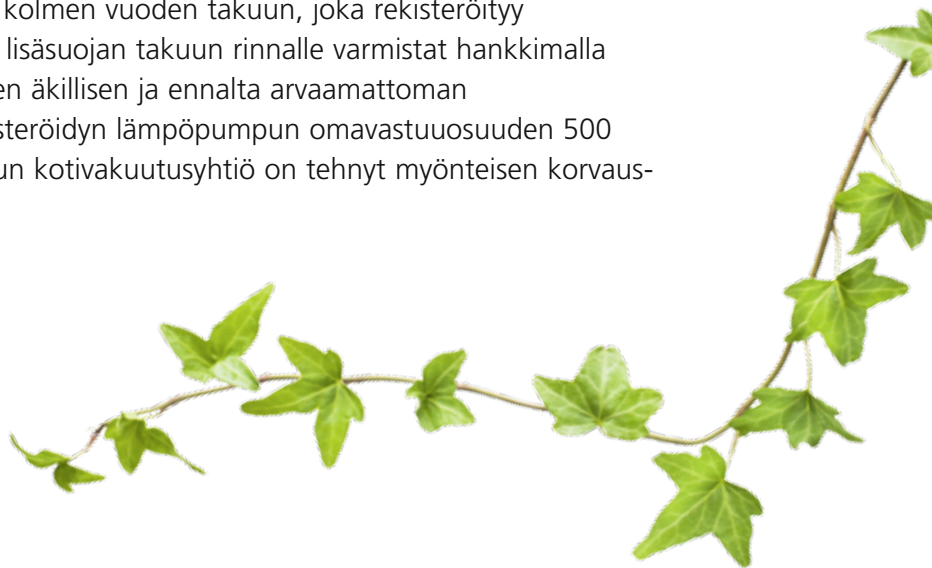 kolmen vuoden takuun, joka rekisteröityy
lisäsuojan takuun rinnalle varmistat hankkimalla
en äkillisen ja ennalta arvaamattoman
steröidyn lämpöpumpun omavastuuosuuden 500
un kotivakuutusyhtiö on tehnyt myönteisen korvaus-